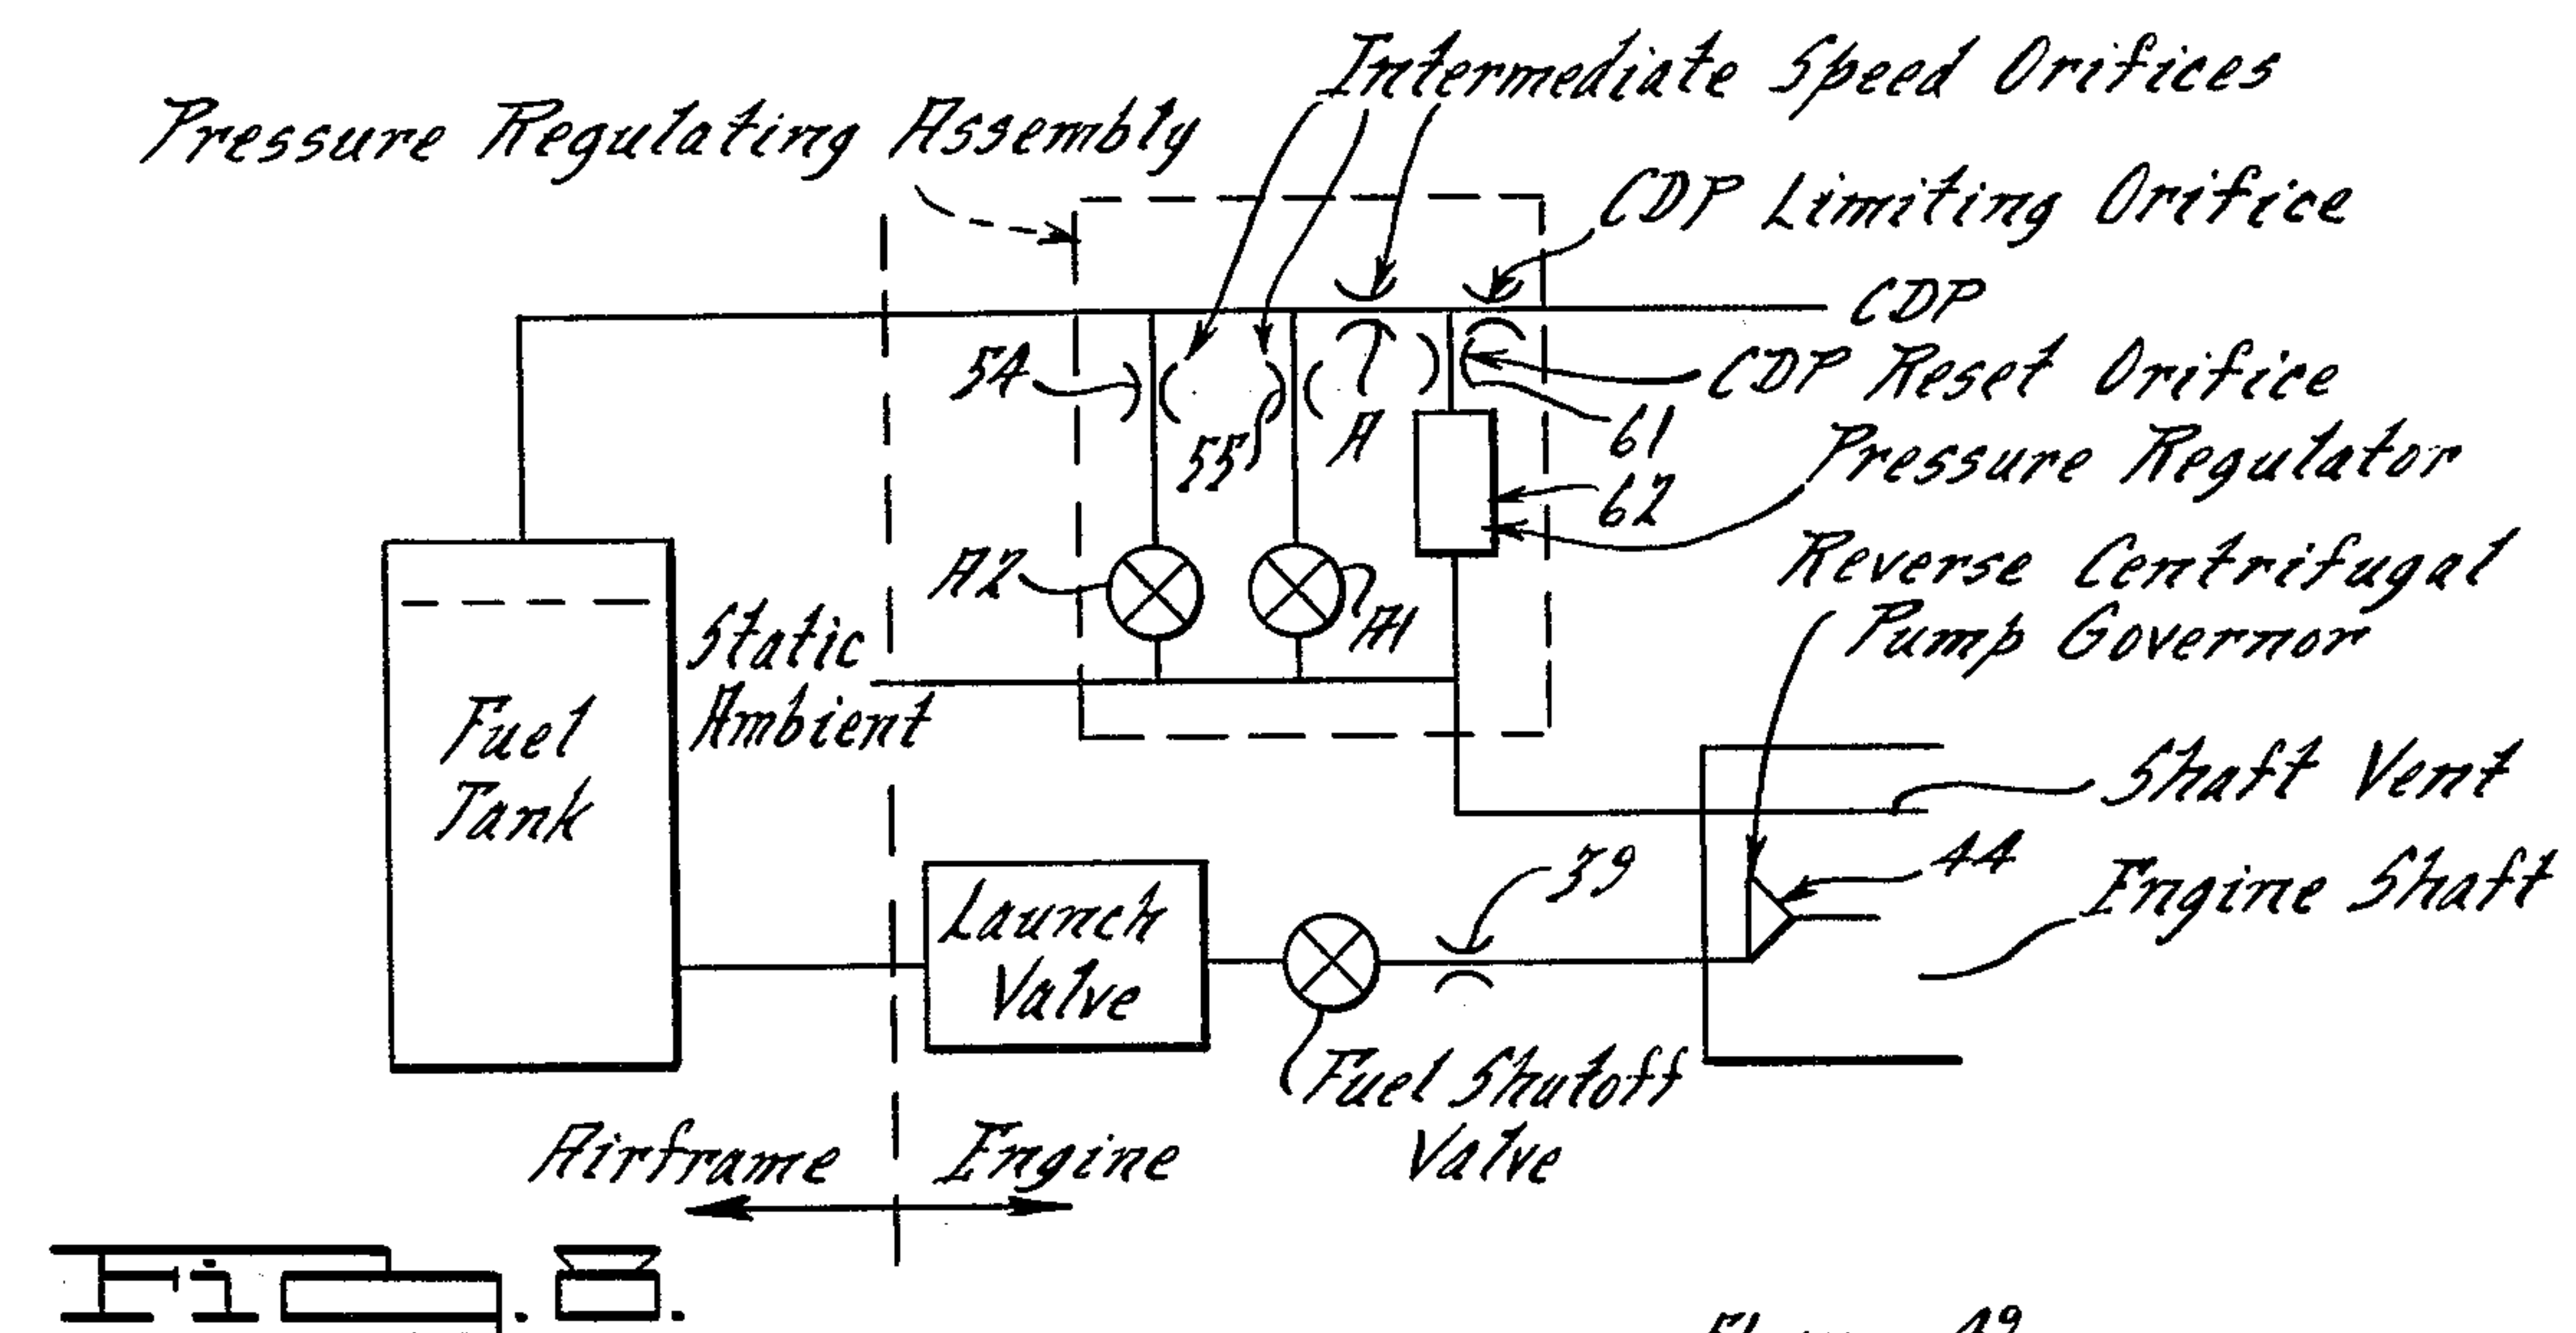 Intermediate Speed Orifices
Pressure Regulating Assembly
CDP Limiting Orifice
CDP
CDP Reset Orifice
54
55
A
61
Pressure Regulator
62
Reverse Centrifugal
Pump Governor
A2
A1
Static
Ambient
Fuel
Tank
Shaft Vent
39
44
Engine Shaft
Launch
Valve
Fuel Shutoff
Valve
Airframe
Engine
Fig. 8.